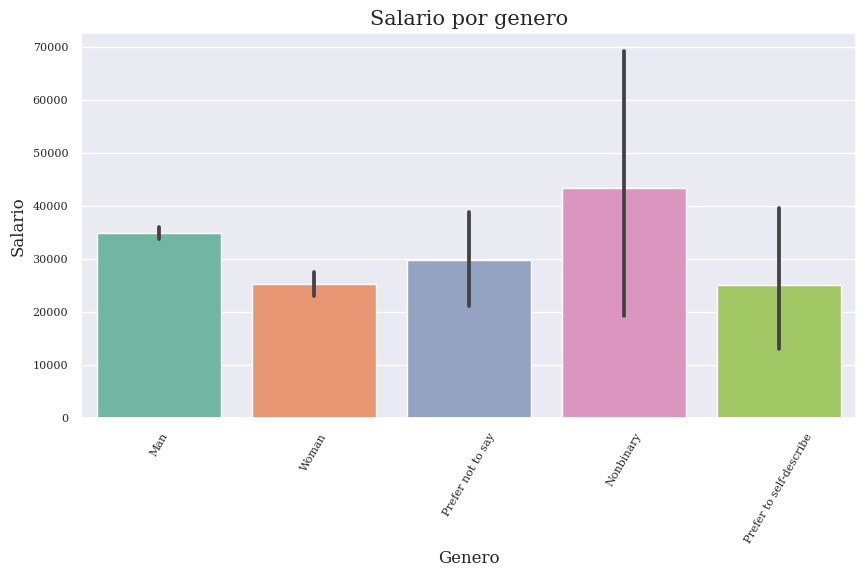 Salario por genero
Salario
70000
60000
50000
40000
30000
20000
10000
0
Man
Woman
Prefer not to say
Nonbinary
Prefer to self-describe
Genero